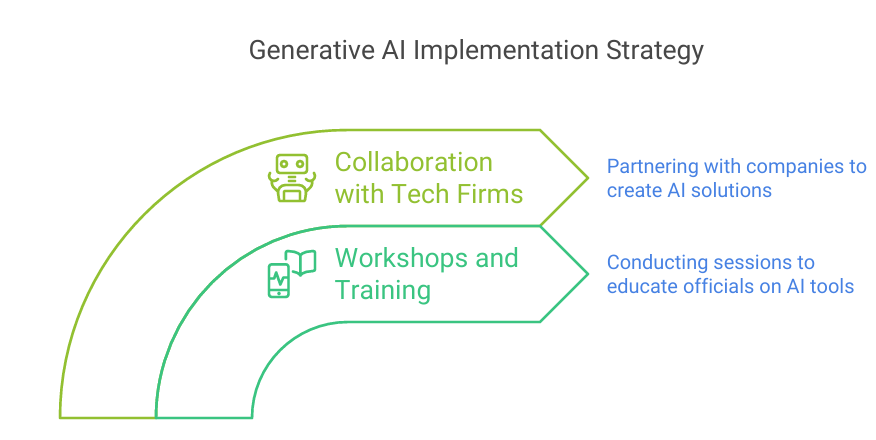 Generative AI Implementation Strategy
Collaboration
with Tech Firms
Partnering with companies to
create AI solutions
Workshops and
Training
Conducting sessions to
educate officials on AI tools